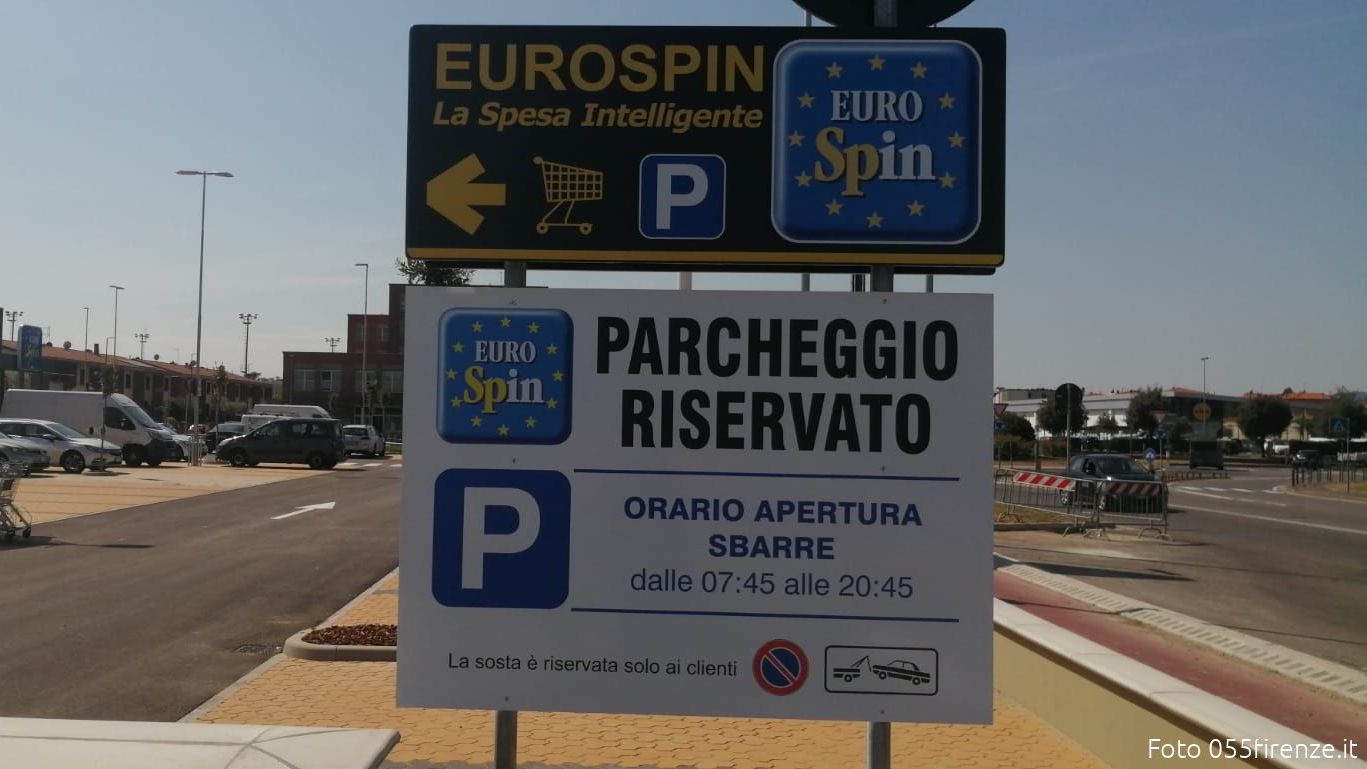 EUROSPIN
La Spesa Intelligente
EURO
Spin
P
EURO
Spin
PARCHEGGIO
RISERVATO
P
ORARIO APERTURA
SBARRE
dalle 07:45 alle 20:45
La sosta è riservata solo ai clienti
Foto 055firenze.it